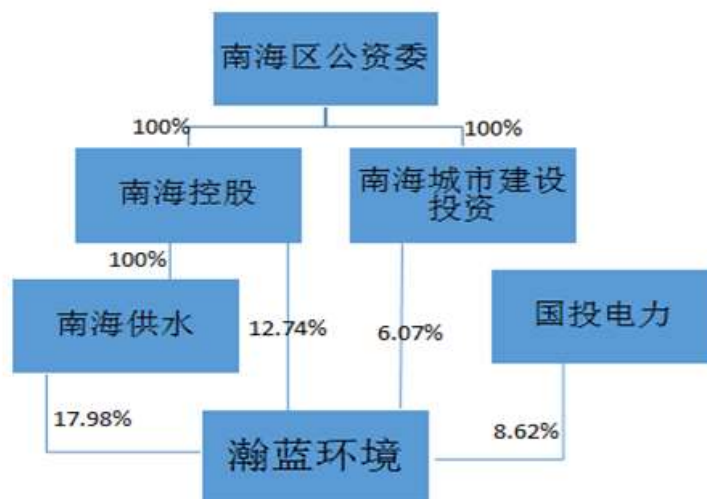 南海区公资委
100%
100%
南海控股
南海城市建设
投资
100%
南海供水
12.74%
6.07%
国投电力
17.98%
瀚蓝环境
8.62%